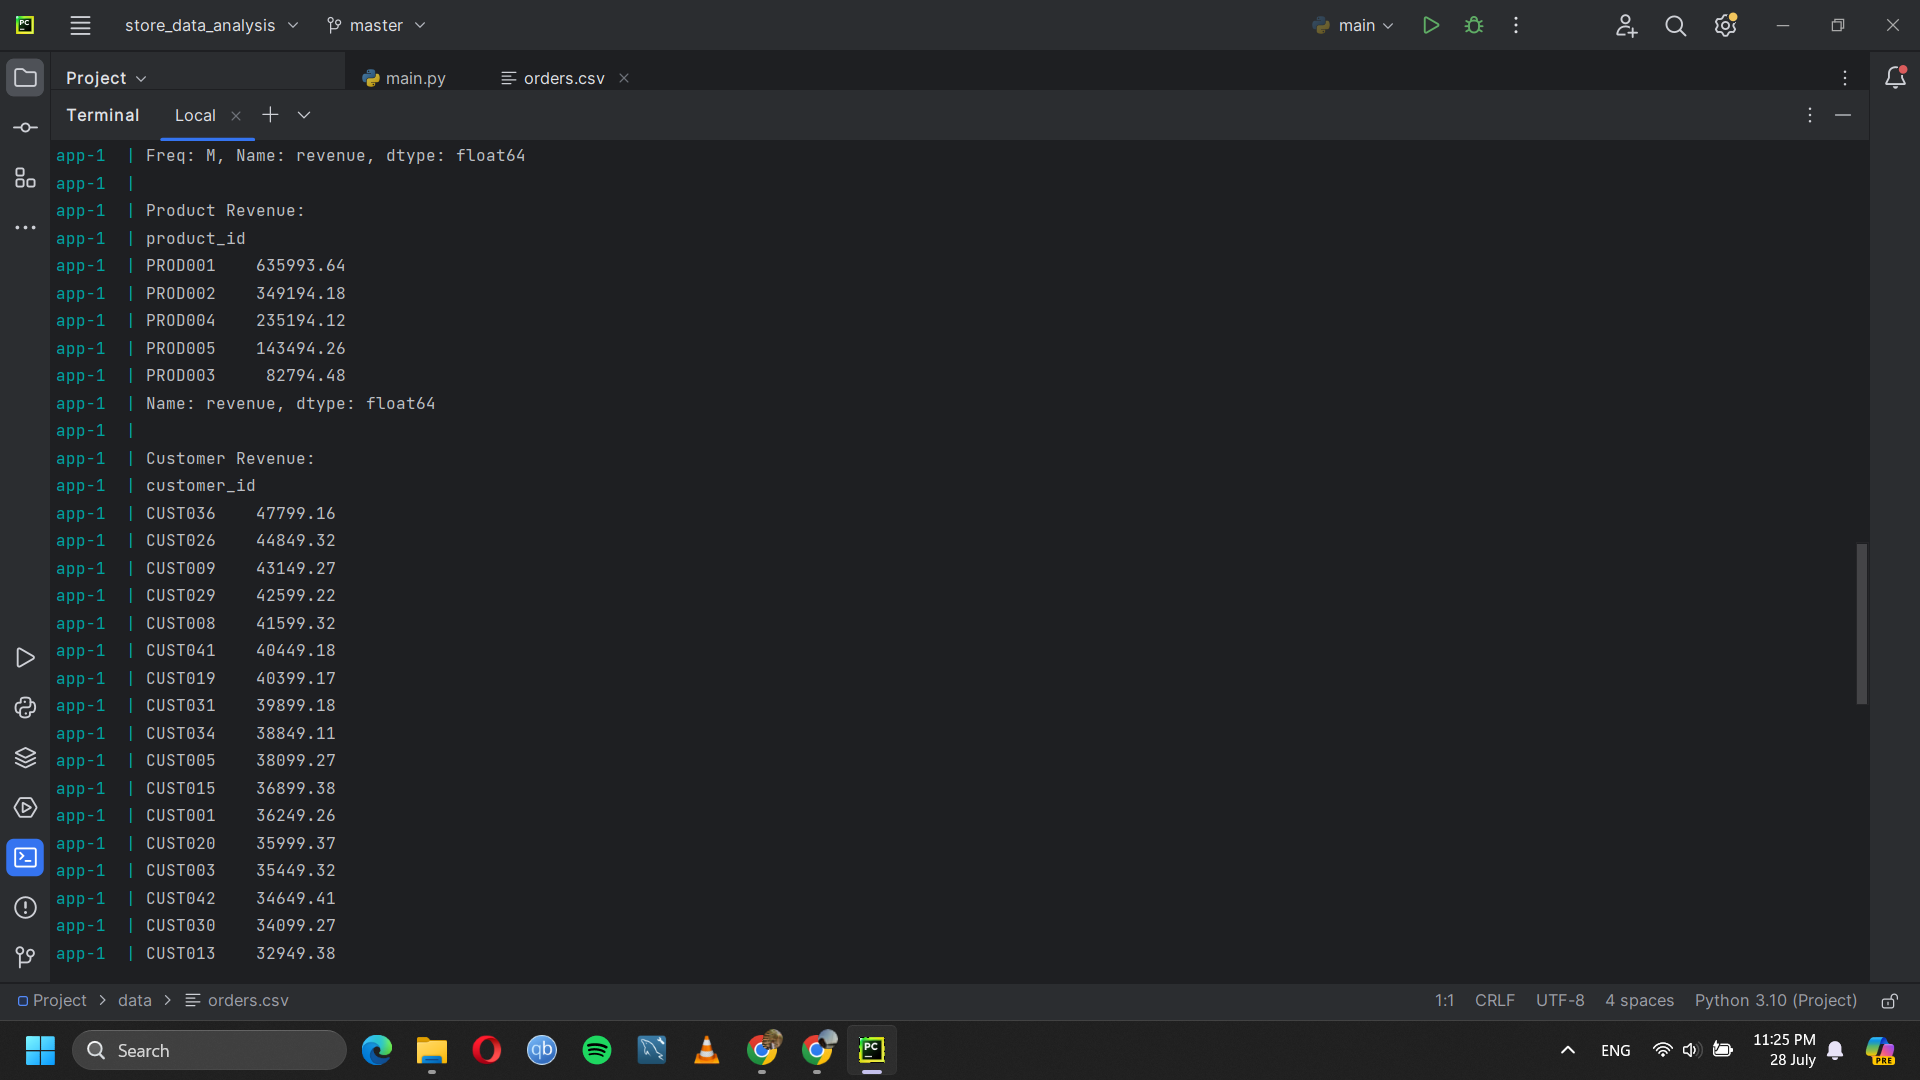 PC
store_data_analysis
master
main
Project
main.py
orders.csv
Terminal
Local
app-1 | Freq: M, Name: revenue, dtype: float64
app-1 |
app-1 | Product Revenue:
app-1 | product_id
app-1 | PROD001    635993.64
app-1 | PROD002    349194.18
app-1 | PROD004    235194.12
app-1 | PROD005    143494.26
app-1 | PROD003     82794.48
app-1 | Name: revenue, dtype: float64
app-1 |
app-1 | Customer Revenue:
app-1 | customer_id
app-1 | CUST036    47799.16
app-1 | CUST026    44849.32
app-1 | CUST009    43149.27
app-1 | CUST029    42599.22
app-1 | CUST008    41599.32
app-1 | CUST041    40449.18
app-1 | CUST019    40399.17
app-1 | CUST031    39899.18
app-1 | CUST034    38849.11
app-1 | CUST005    38099.27
app-1 | CUST015    36899.38
app-1 | CUST001    36249.26
app-1 | CUST020    35999.37
app-1 | CUST003    35449.32
app-1 | CUST042    34649.41
app-1 | CUST030    34099.27
app-1 | CUST013    32949.38
Project > data > orders.csv
1:1 CRLF UTF-8 4 spaces Python 3.10 (Project)
Search
qb
PC
ENG
11:25 PM
28 July
PRE